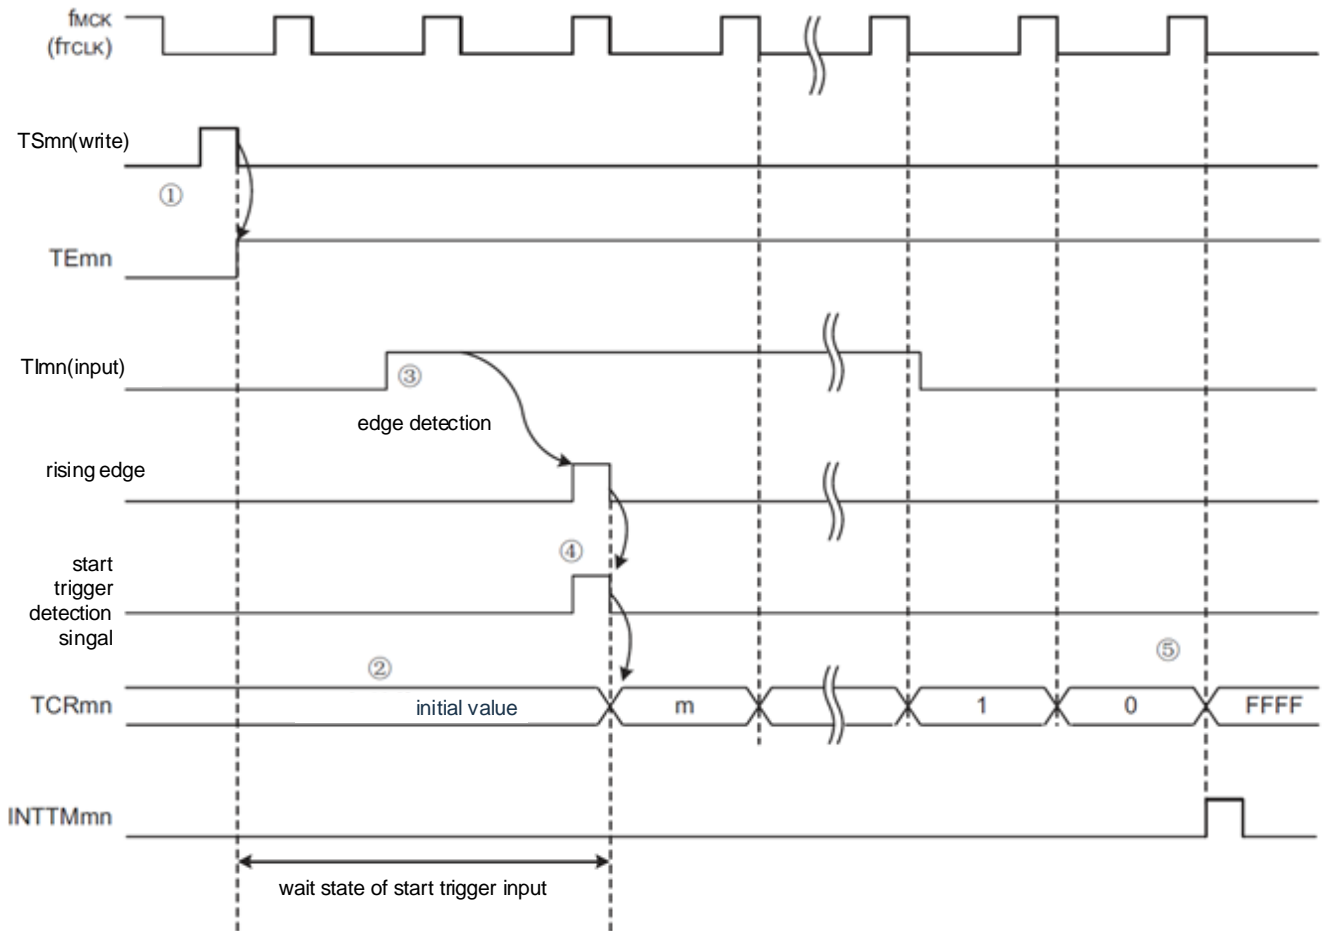 fMCK
(fTCLK)
TSmn(write)
①
TEmn
TImn(input)
③
edge detection
rising edge
④
start
trigger
detection
singal
②
⑤
TCRmn
initial value
m
1
0
FFFF
INTTMmn
wait state of start trigger input